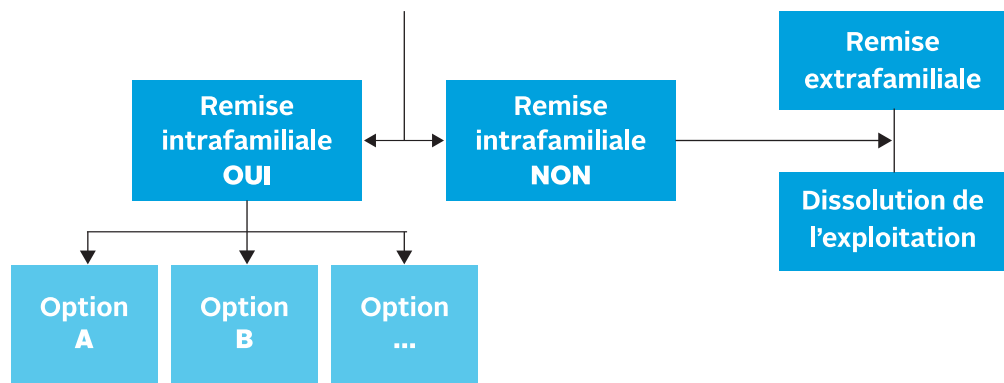 Remise
extrafamiliale
Remise
intrafamiliale
OUI
Remise
intrafamiliale
NON
Dissolution de
l’exploitation
Option
A
Option
B
Option
...